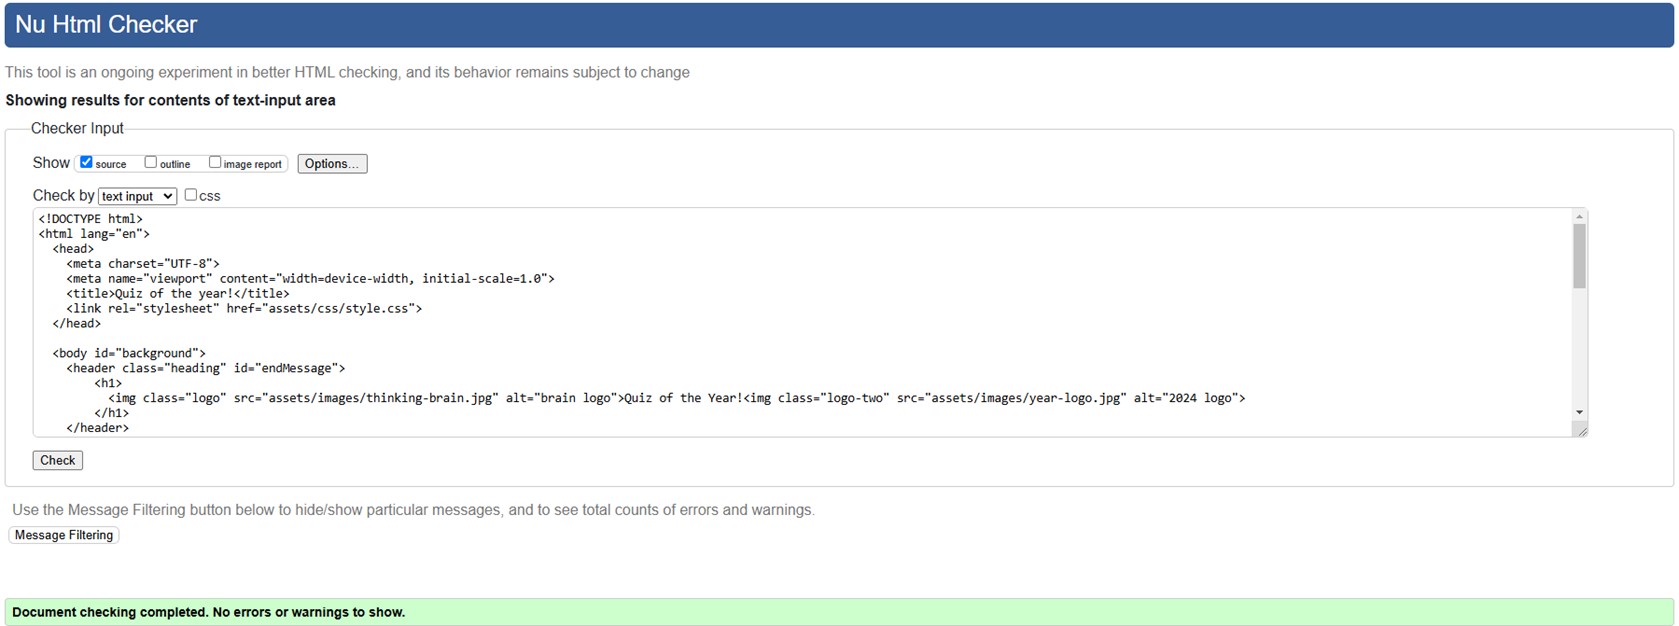 Nu Html Checker
This tool is an ongoing experiment in better HTML checking, and its behavior remains subject to change
Showing results for contents of text-input area
Checker Input
Show source outline image report Options...
Check by text input css
<!DOCTYPE html>
<html lang="en">
  <head>
    <meta charset="UTF-8">
    <meta name="viewport" content="width=device-width, initial-scale=1.0">
    <title>Quiz of the year!</title>
    <link rel="stylesheet" href="assets/css/style.css">
  </head>
  <body id="background">
    <header class="heading" id="endMessage">
        <h1>
          <img class="logo" src="assets/images/thinking-brain.jpg" alt="brain logo">Quiz of the Year!<img class="logo-two" src="assets/images/year-logo.jpg" alt="2024 logo">
        </h1>
    </header>
Check
Use the Message Filtering button below to hide/show particular messages, and to see total counts of errors and warnings.
Message Filtering
Document checking completed. No errors or warnings to show.